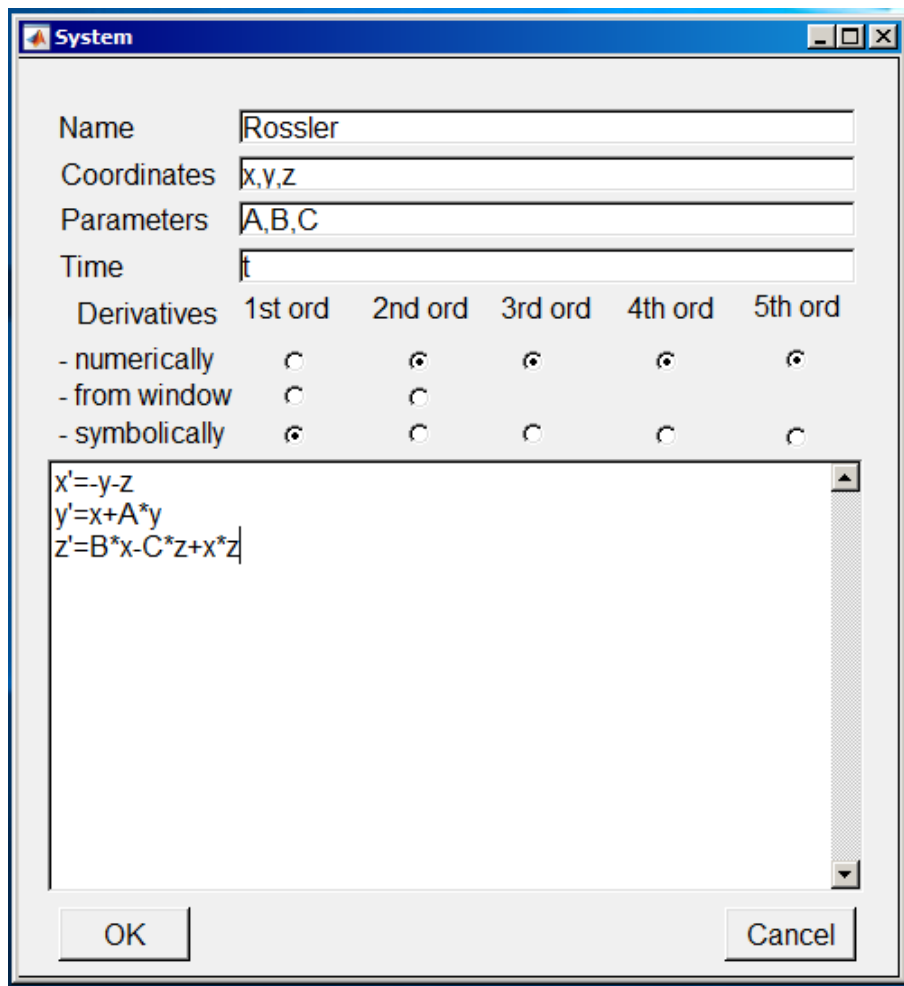 System
Name Rossler
Coordinates x,y,z
Parameters A,B,C
Time t
Derivatives 1st ord 2nd ord 3rd ord 4th ord 5th ord
- numerically
- from window
- symbolically
x'=-y-z
y'=x+A*y
z'=B*x-C*z+x*z
OK Cancel